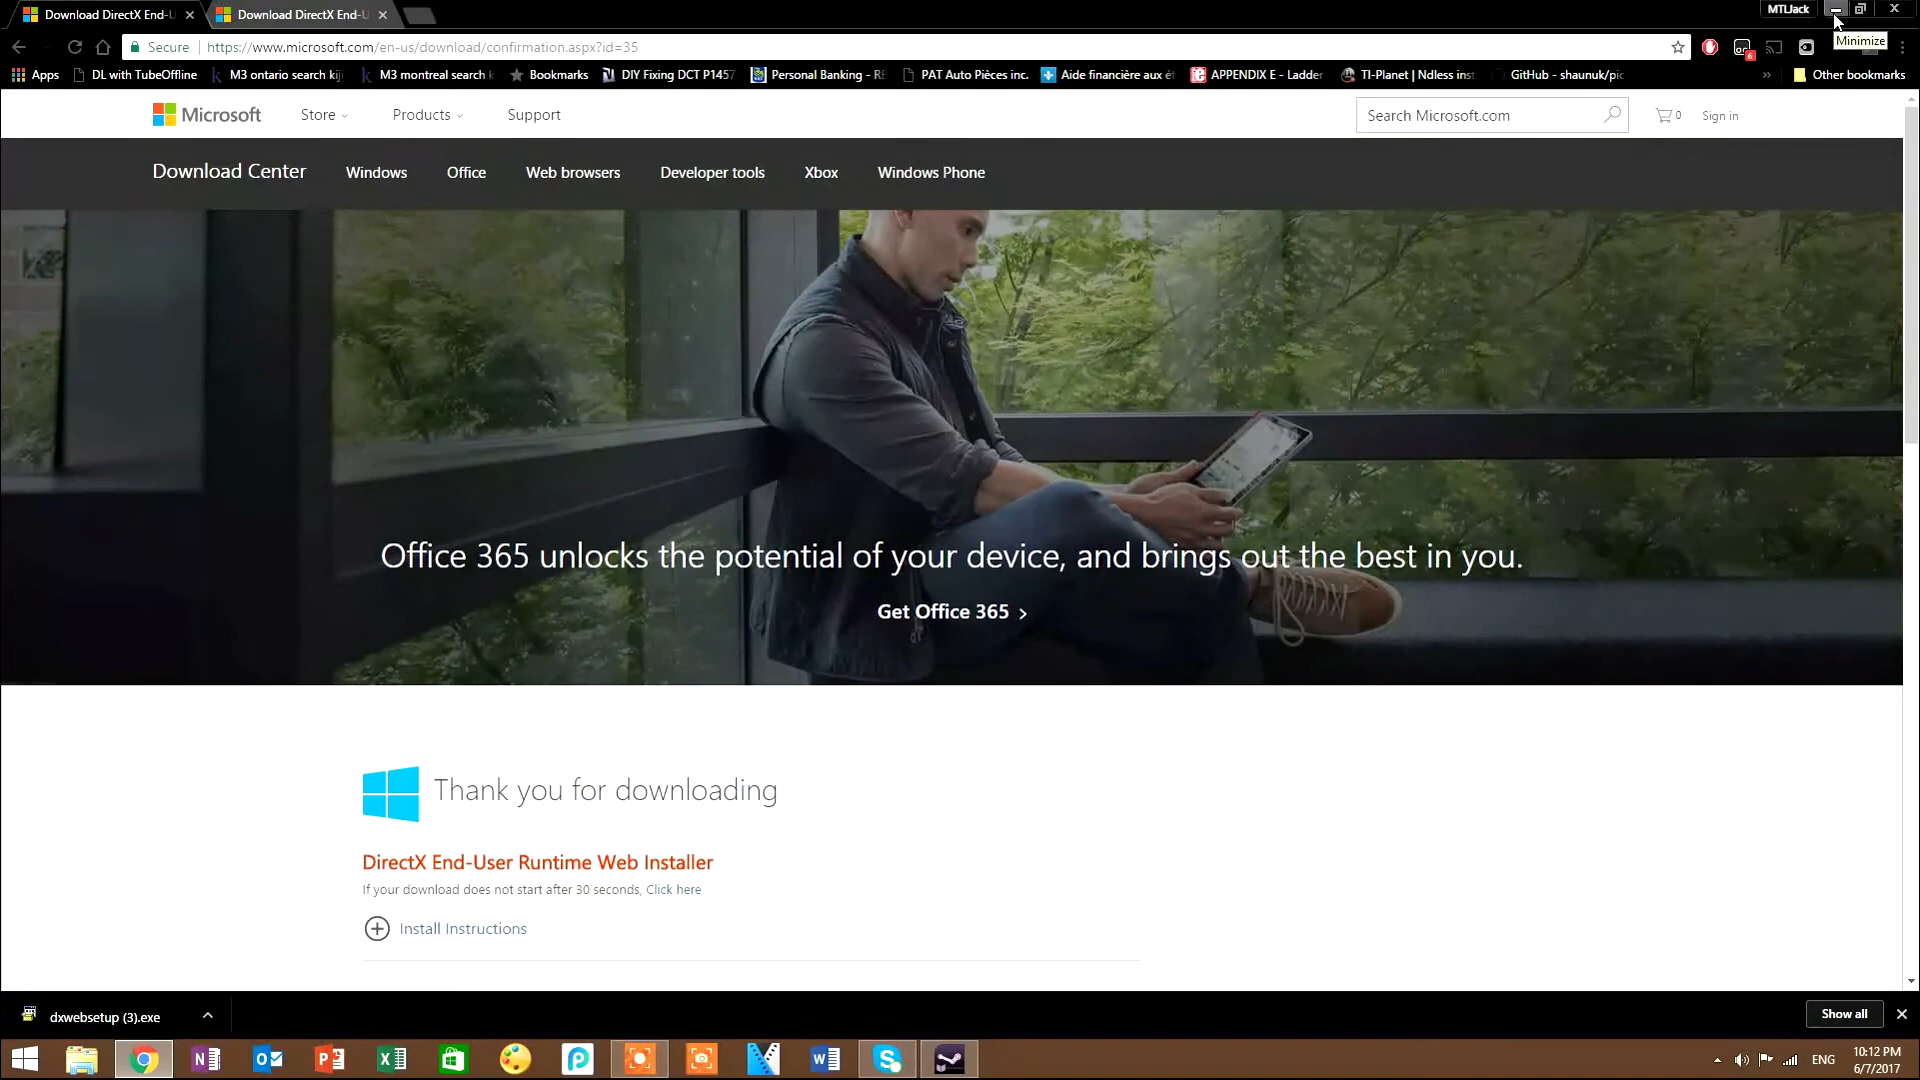 Download DirectX End-U
Download DirectX End-U
MTLJack
Secure
https://www.microsoft.com/en-us/download/confirmation.aspx?id=35
Minimize
Apps
DL with TubeOffline
M3 ontario search kij
M3 montreal search k
Bookmarks
DIY Fixing DCT P1457
Personal Banking - RB
PAT Auto Pièces inc.
Aide financière aux ét
APPENDIX E - Ladder
TI-Planet | Ndless inst
GitHub - shaunuk/pic
»
Other bookmarks
Microsoft
Store
Products
Support
Search Microsoft.com
0
Sign in
Download Center
Windows
Office
Web browsers
Developer tools
Xbox
Windows Phone
Office 365 unlocks the potential of your device, and brings out the best in you.
Get Office 365 >
Thank you for downloading
DirectX End-User Runtime Web Installer
If your download does not start after 30 seconds, Click here
Install Instructions
dxwebsetup (3).exe
Show all
ENG
10:12 PM
6/7/2017